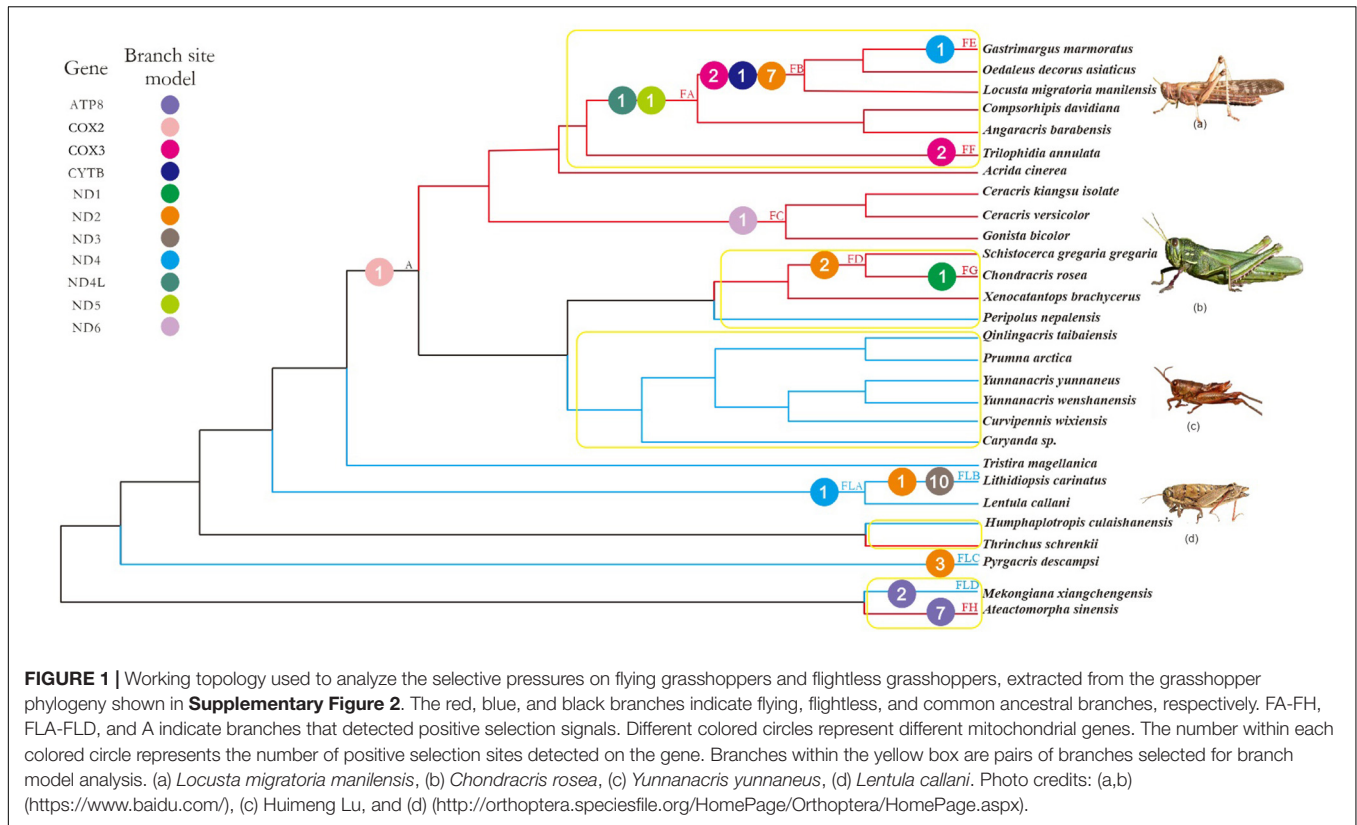 Gene
Branch site
model
ATP8
COX2
COX3
CYTB
ND1
ND2
ND3
ND4
ND4L
ND5
ND6
1 FE Gastrimargus marmoratus
Oedaleus decorus asiaticus
2 1 7 FB
Locusta migratoria manilensis
1 1 FA
Compsorhipis davidiana
Angaracris barabensis
(a)
2 FF Trilophidia annulata
Acrida cinerea
Ceracris kiangsu isolate
1 FC
Ceracris versicolor
Gonista bicolor
Schistocerca gregaria gregaria
2 FD
1 FG Chondracris rosea
1 A
Xenocatantops brachycerus
(b)
Peripolus nepalensis
Qinlingacris taibaiensis
Prumna arctica
Yunnanacris yunnaneus
Yunnanacris wenshanensis
Curvipennis wixiensis
(c)
Caryanda sp.
Tristira magellanica
1 FLA
1 10 FLB Lithidiopsis carinatus
Lentula callani
Humphaplotropis culaishanensis
(d)
Thrinchus schrenkii
3 FLC Pyrgacris descampsi
2 FLD Mekongiana xiangchengensis
7 FH Ateactomorpha sinensis
FIGURE 1 | Working topology used to analyze the selective pressures on flying grasshoppers and flightless grasshoppers, extracted from the grasshopper
phylogeny shown in Supplementary Figure 2. The red, blue, and black branches indicate flying, flightless, and common ancestral branches, respectively. FA-FH,
FLA-FLD, and A indicate branches that detected positive selection signals. Different colored circles represent different mitochondrial genes. The number within each
colored circle represents the number of positive selection sites detected on the gene. Branches within the yellow box are pairs of branches selected for branch
model analysis. (a) Locusta migratoria manilensis, (b) Chondracris rosea, (c) Yunnanacris yunnaneus, (d) Lentula callani. Photo credits: (a,b)
(https://www.baidu.com/), (c) Huimeng Lu, and (d) (http://orthoptera.speciesfile.org/HomePage/Orthoptera/HomePage.aspx).